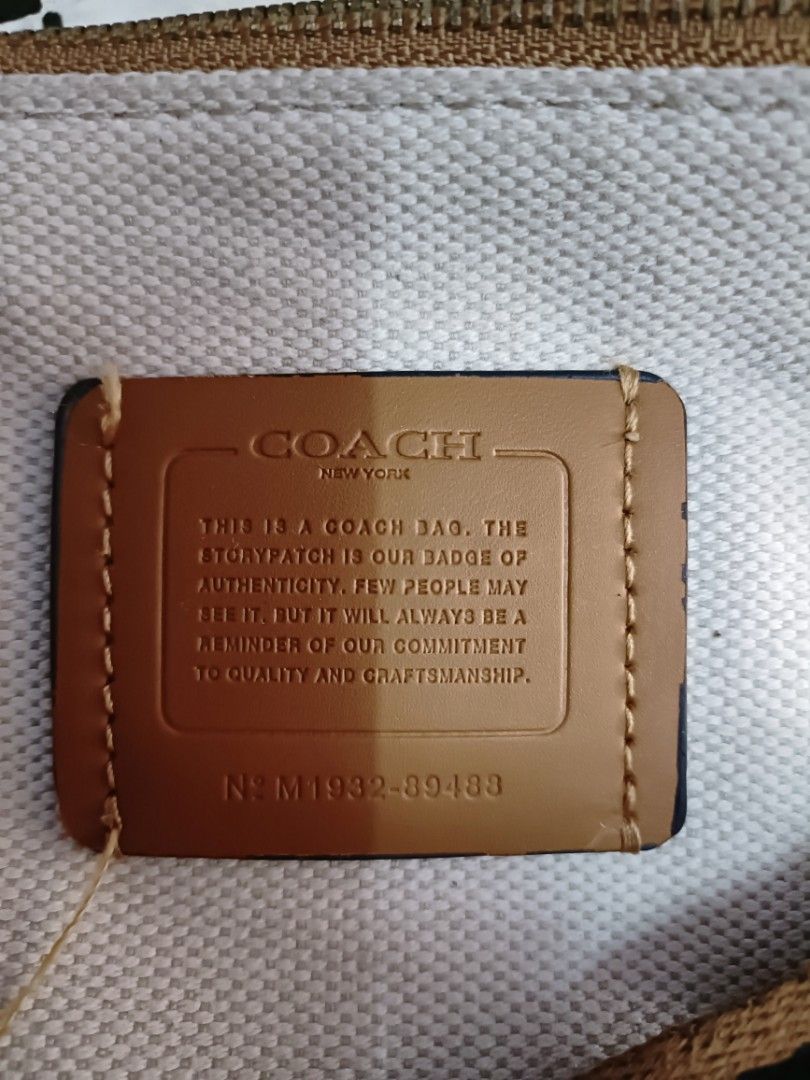 COACH
NEW YORK
THIS IS A COACH BAG. THE
STORYPATCH IS OUR BADGE OF
AUTHENTICITY. FEW PEOPLE MAY
SEE IT. BUT IT WILL ALWAYS BE A
REMINDER OF OUR COMMITMENT
TO QUALITY AND CRAFTSMANSHIP.
Nº M1932-89488